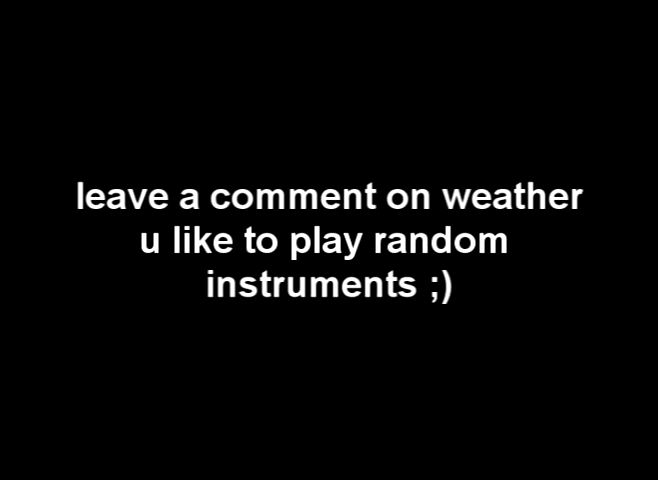 leave a comment on weather
u like to play random
instruments ;)